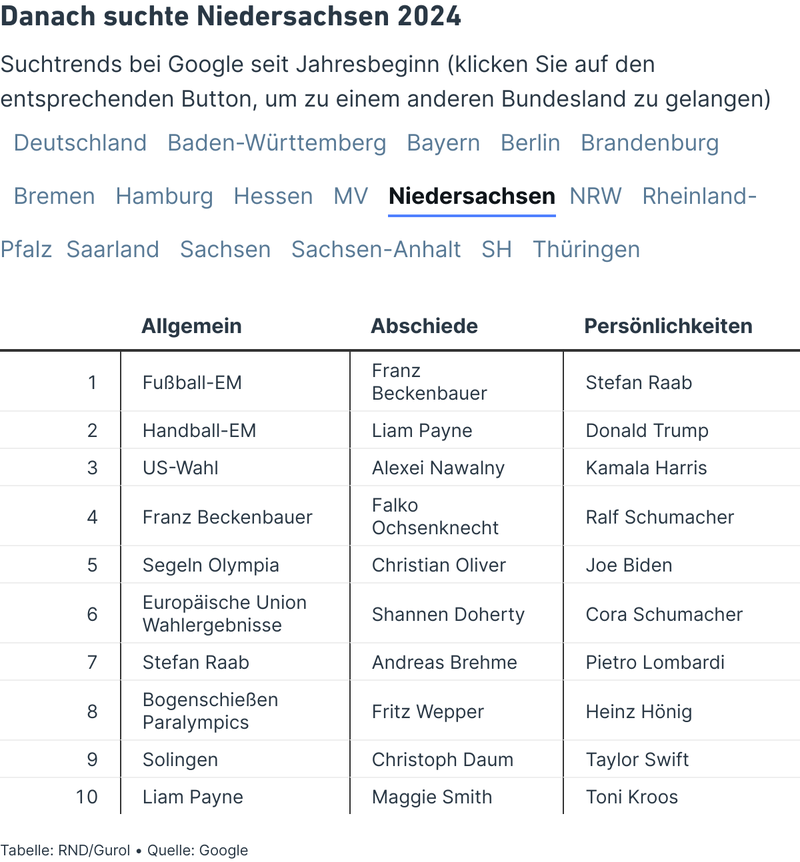 Danach suchte Niedersachsen 2024
Suchtrends bei Google seit Jahresbeginn (klicken Sie auf den
entsprechenden Button, um zu einem anderen Bundesland zu gelangen)
Deutschland Baden-Württemberg Bayern Berlin Brandenburg
Bremen Hamburg Hessen MV Niedersachsen NRW Rheinland-
Pfalz Saarland Sachsen Sachsen-Anhalt SH Thüringen
Allgemein Abschiede Persönlichkeiten
1 Fußball-EM Franz Beckenbauer Stefan Raab
2 Handball-EM Liam Payne Donald Trump
3 US-Wahl Alexei Nawalny Kamala Harris
4 Franz Beckenbauer Falko Ochsenknecht Ralf Schumacher
5 Segeln Olympia Christian Oliver Joe Biden
6 Europäische Union Wahlergebnisse Shannen Doherty Cora Schumacher
7 Stefan Raab Andreas Brehme Pietro Lombardi
8 Bogenschießen Paralympics Fritz Wepper Heinz Hönig
9 Solingen Christoph Daum Taylor Swift
10 Liam Payne Maggie Smith Toni Kroos
Tabelle: RND/Gurol • Quelle: Google